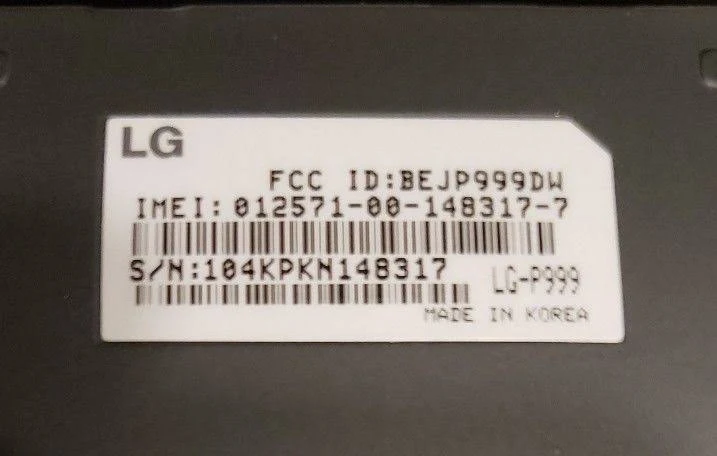 LG
FCC ID:BEJP999DW
IMEI: 012571-00-148317-7
S/N:104KPKN148317
LG-P999
MADE IN KOREA